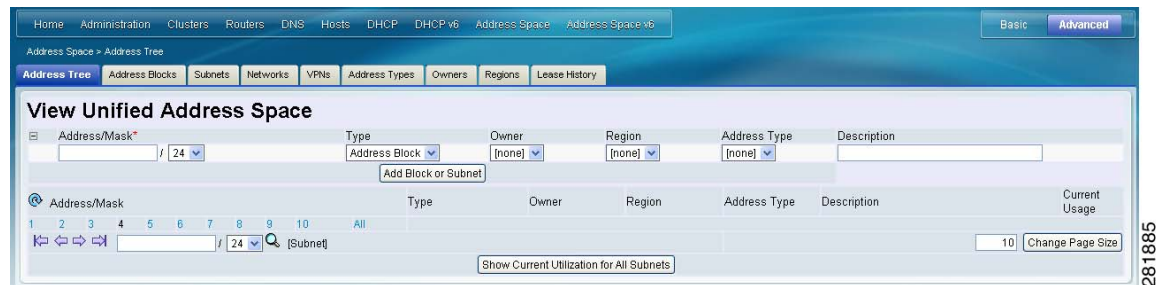 Home Administration Clusters Routers DNS Hosts DHCP DHCP v6 Address Space Address Space v6 Basic Advanced
Address Space > Address Tree
Address Tree Address Blocks Subnets Networks VPNs Address Types Owners Regions Lease History
View Unified Address Space
Address/Mask* Type Owner Region Address Type Description
/ 24 Address Block [none] [none] [none]
Add Block or Subnet
Address/Mask Type Owner Region Address Type Description Current Usage
1 2 3 4 5 6 7 8 9 10 All
/ 24 [Subnet] 10 Change Page Size
Show Current Utilization for All Subnets
281885